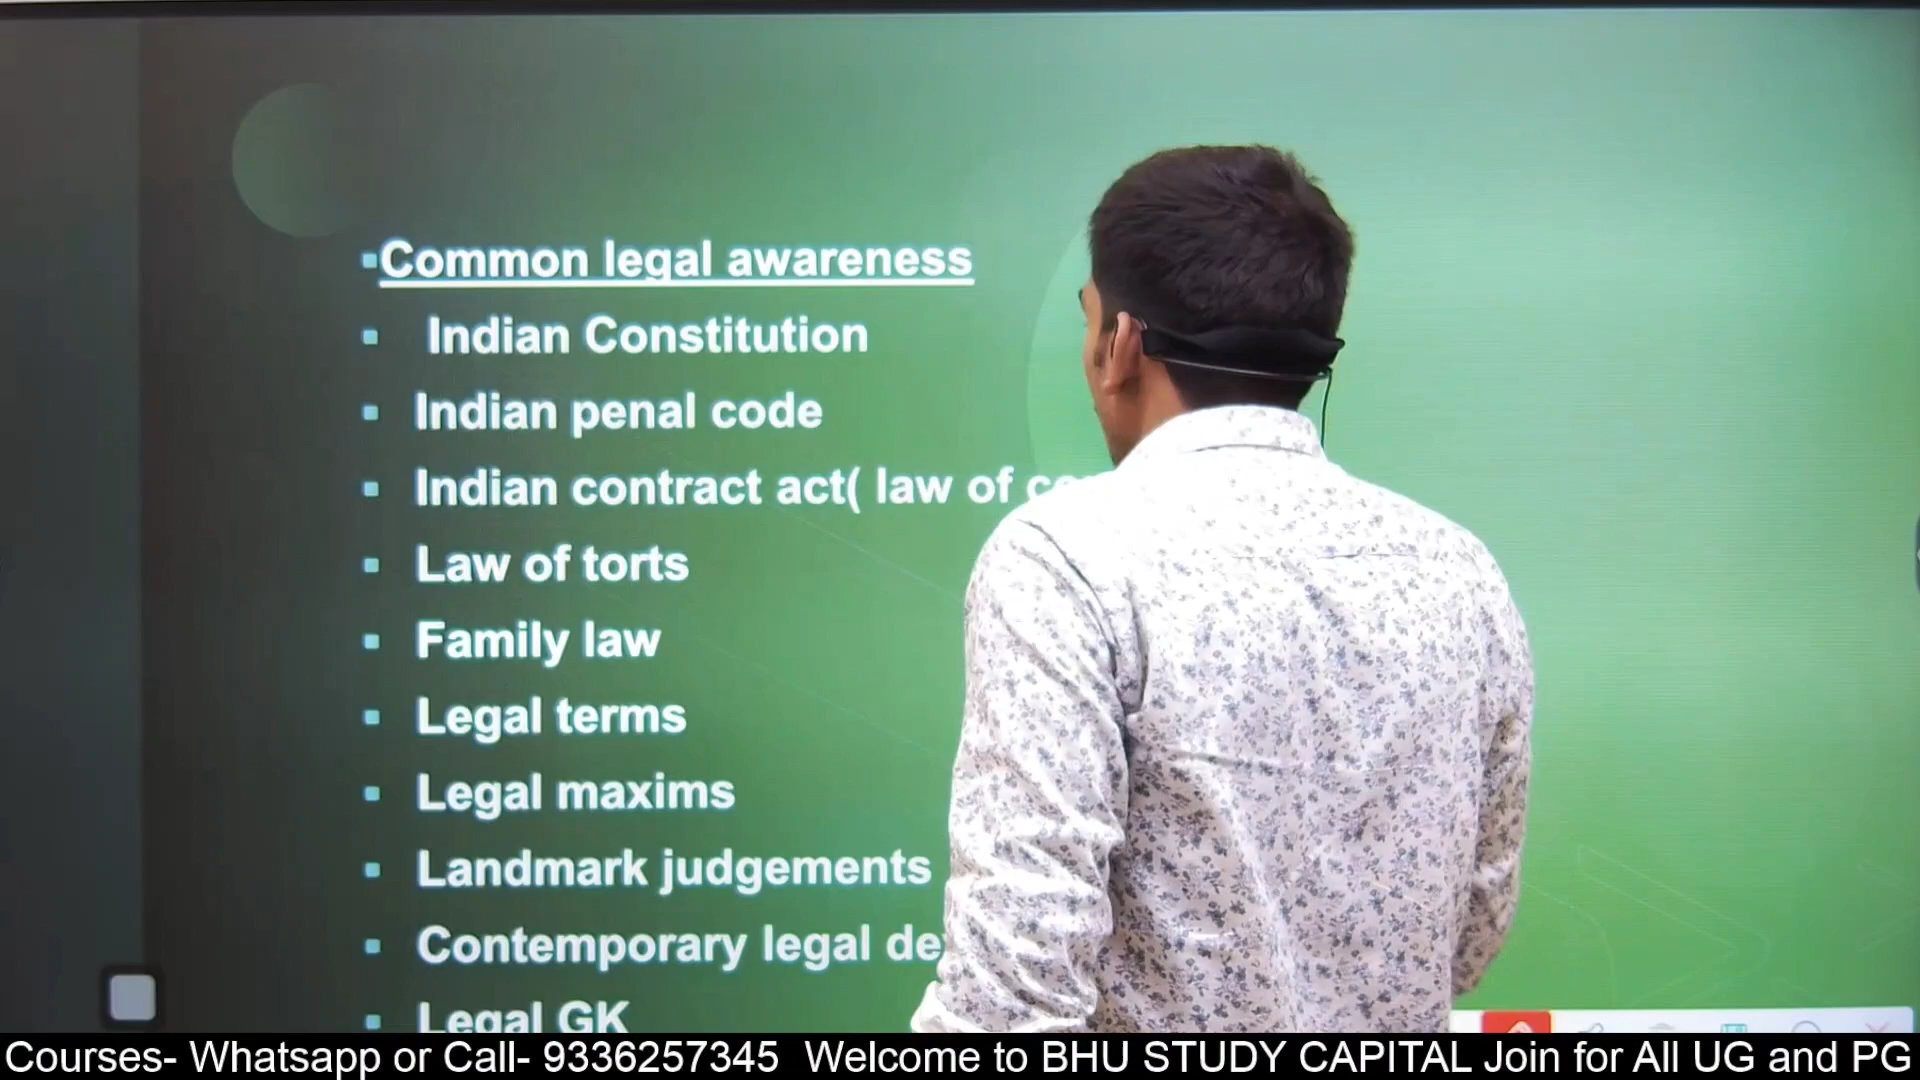 Common legal awareness
Indian Constitution
Indian penal code
Indian contract act( law of
Law of torts
Family law
Legal terms
Legal maxims
Landmark judgements
Contemporary legal
Legal GK
Courses- Whatsapp or Call- 9336257345 Welcome to BHU STUDY CAPITAL Join for All UG and PG